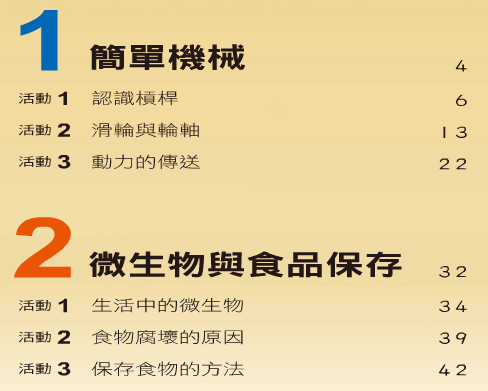 1 簡單機械 4
活動 1 認識槓桿 6
活動 2 滑輪與輪軸 13
活動 3 動力的傳送 22
2 微生物與食品保存 32
活動 1 生活中的微生物 34
活動 2 食物腐壞的原因 39
活動 3 保存食物的方法 42